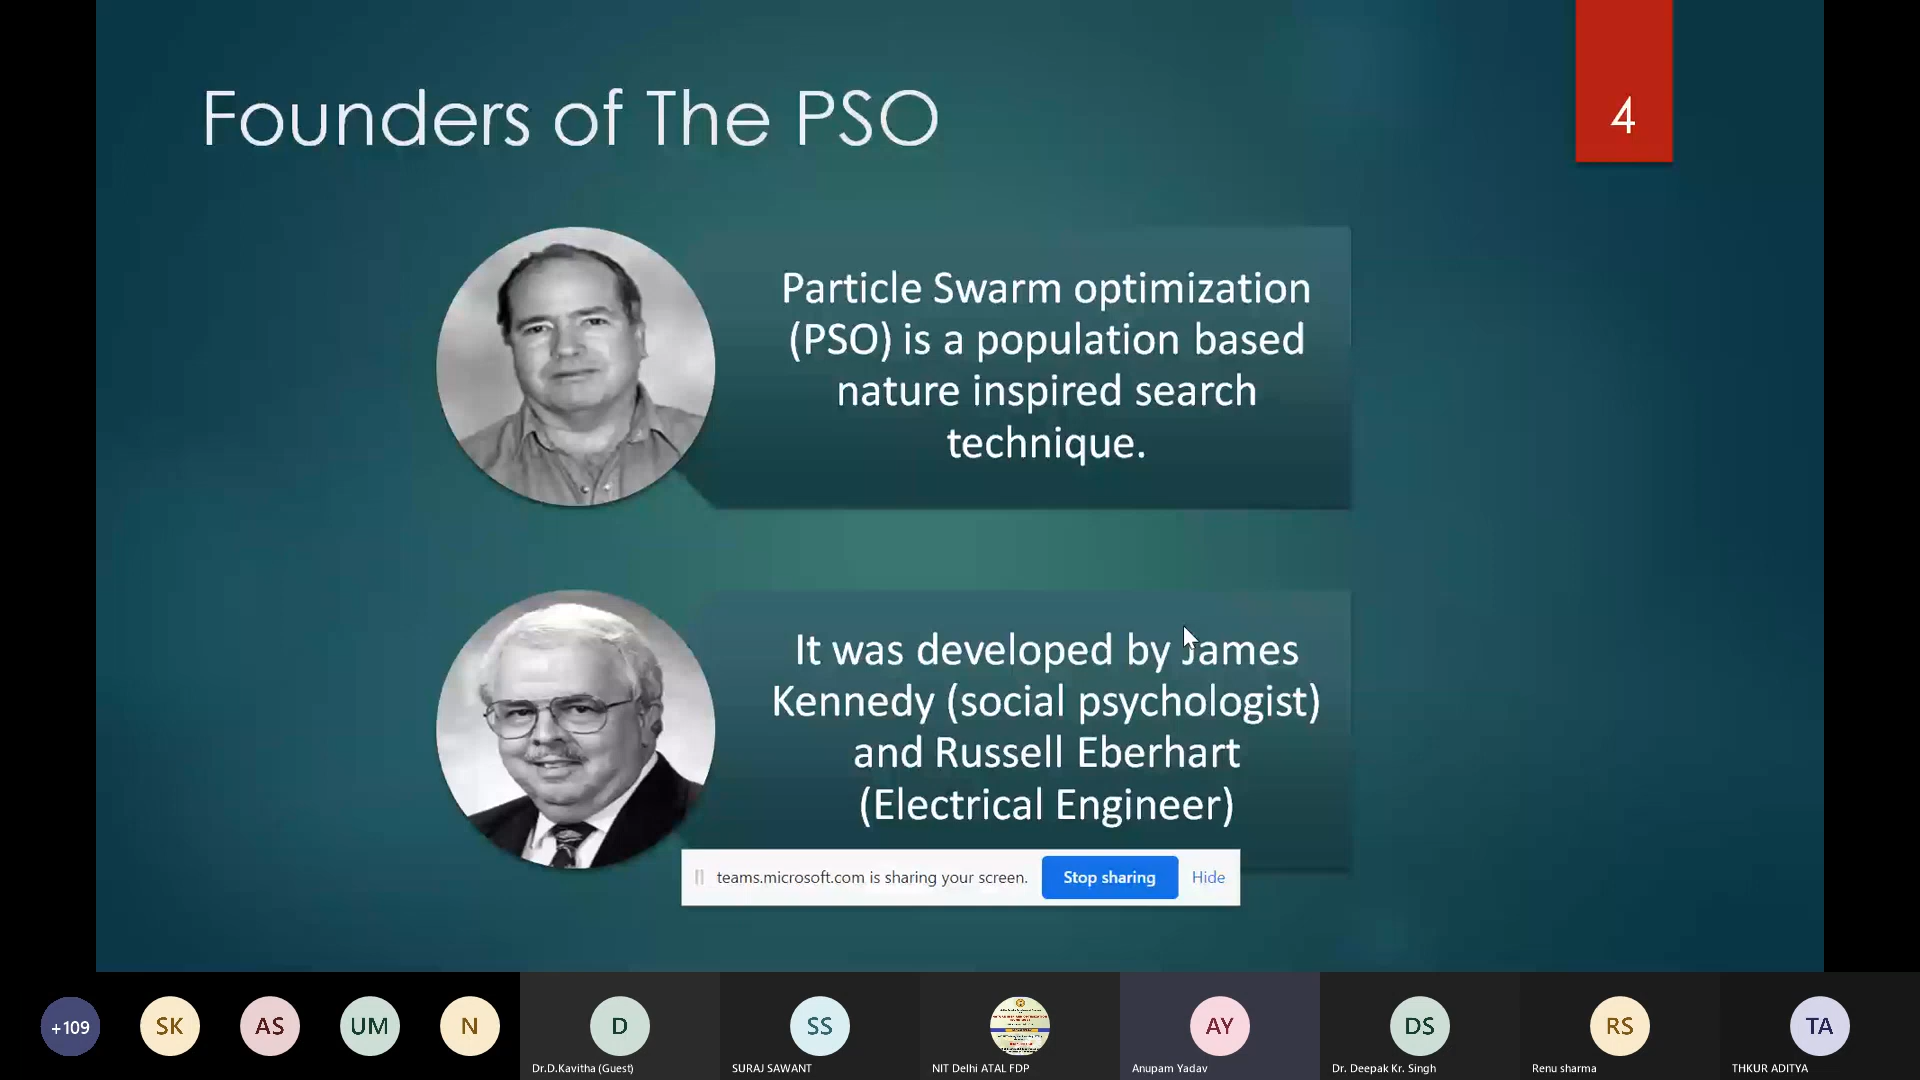 Founders of The PSO
4
Particle Swarm optimization
(PSO) is a population based
nature inspired search
technique.
It was developed by James
Kennedy (social psychologist)
and Russell Eberhart
(Electrical Engineer)
teams.microsoft.com is sharing your screen.
Stop sharing
Hide
+109
SK
AS
UM
N
D
SS
AY
DS
RS
TA
Dr.D.Kavitha (Guest)
SURAJ SAWANT
NIT Delhi ATAL FDP
Anupam Yadav
Dr. Deepak Kr. Singh
Renu sharma
THKUR ADITYA